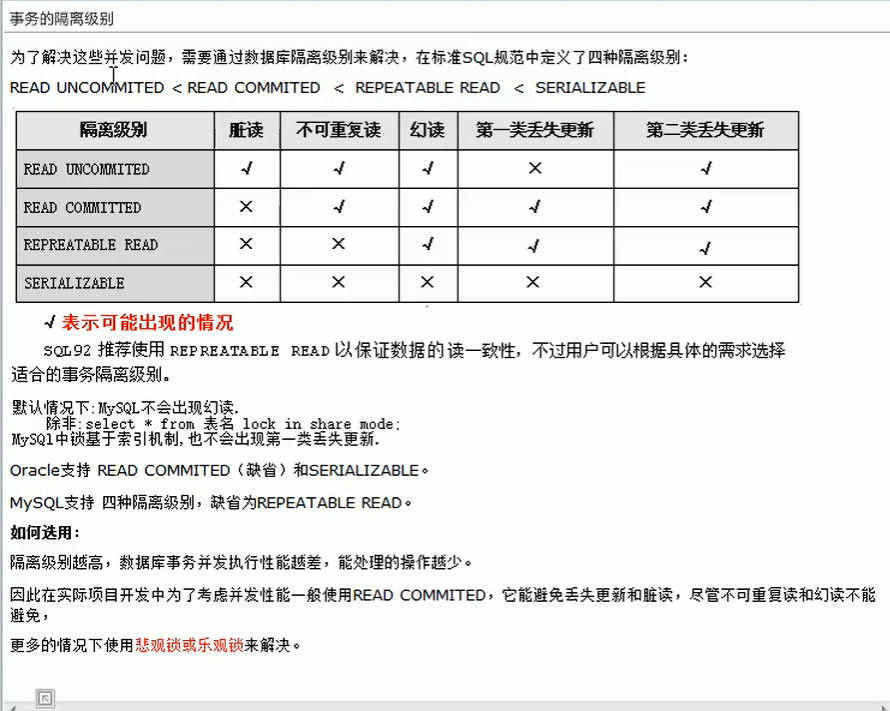 事务的隔离级别
为了解决这些并发问题，需要通过数据库隔离级别来解决，在标准SQL规范中定义了四种隔离级别：
READ UNCOMMITED < READ COMMITED < REPEATABLE READ < SERIALIZABLE
隔离级别 脏读 不可重复读 幻读 第一类丢失更新 第二类丢失更新
READ UNCOMMITED √ √ √ × √
READ COMMITTED × √ √ √ √
REPREATABLE READ × × √ √ √
SERIALIZABLE × × × × ×
√ 表示可能出现的情况
SQL92 推荐使用 REPREATABLE READ 以保证数据的读一致性，不过用户可以根据具体的需求选择
适合的事务隔离级别。
默认情况下:MySQL不会出现幻读.
除非:select * from 表名 lock in share mode;
MySQl中锁基于索引机制,也不会出现第一类丢失更新.
Oracle支持 READ COMMITED（缺省）和SERIALIZABLE。
MySQL支持 四种隔离级别，缺省为REPEATABLE READ。
如何选用：
隔离级别越高，数据库事务并发执行性能越差，能处理的操作越少。
因此在实际项目开发中为了考虑并发性能一般使用READ COMMITED，它能避免丢失更新和脏读，尽管不可重复读和幻读不能
避免，
更多的情况下使用悲观锁或乐观锁来解决。